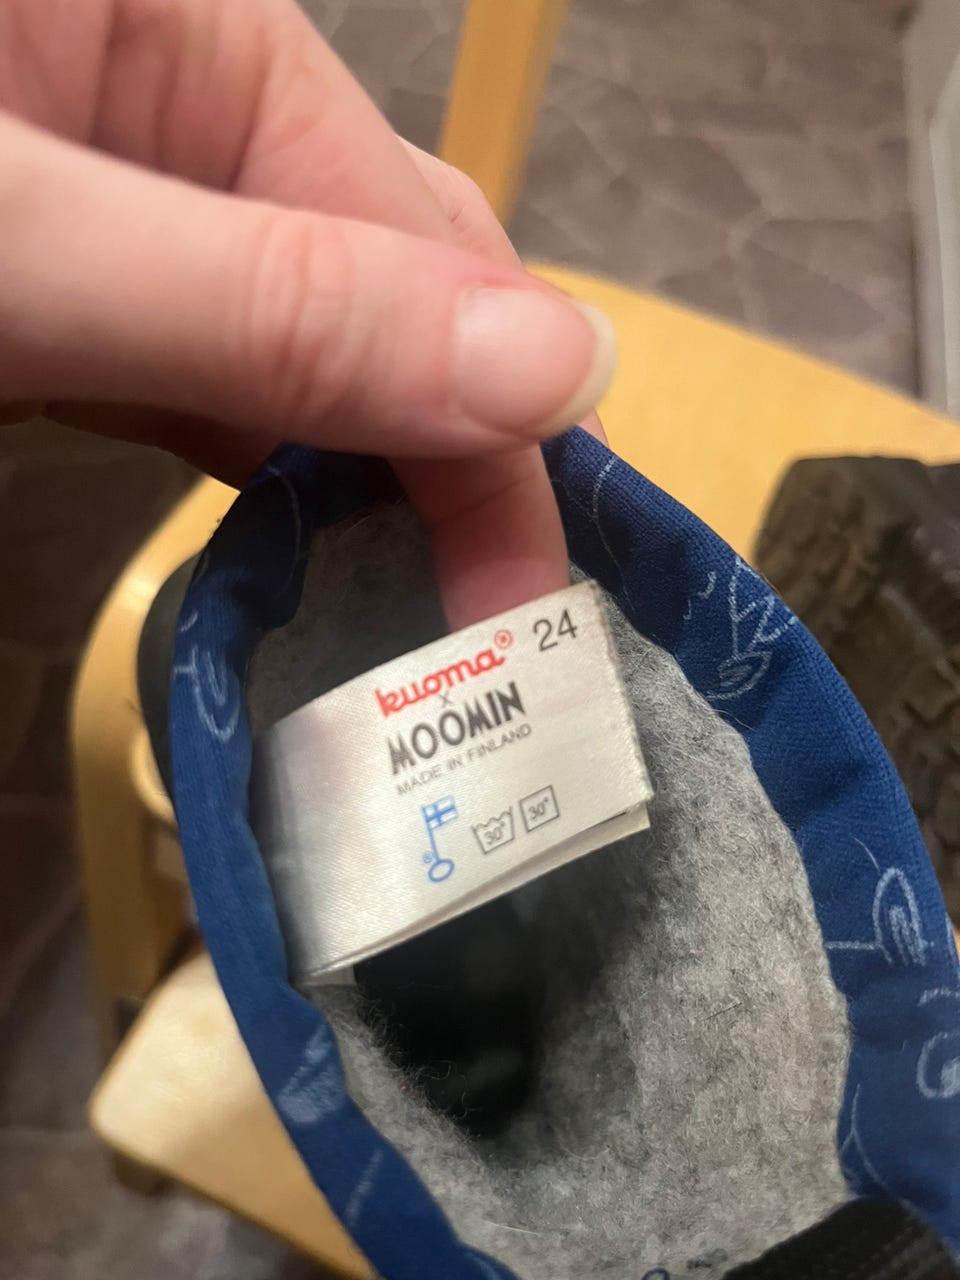 kuoma® 24
x
MOOMIN
MADE IN FINLAND
® 30° 30°